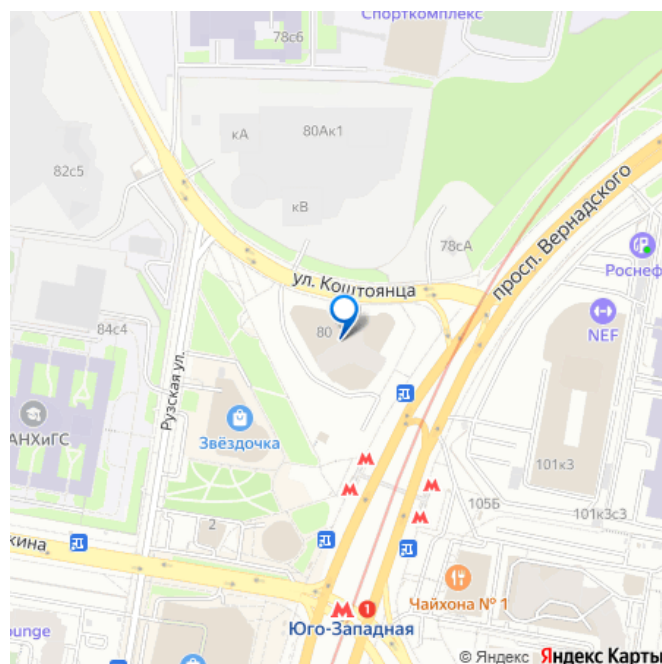 Спорткомплекс
78с6
кА
80Ак1
82с5
кВ
78сА
просп. Вернадского
Роснеф
ул. Коштоянца
NEF
80
84с4
Рузская ул.
АНХиГС
Звёздочка
101к3
105Б
101к3с3
2
кина
Чайхона № 1
1
Юго-Западная
ounge
© Яндекс Яндекс Карты